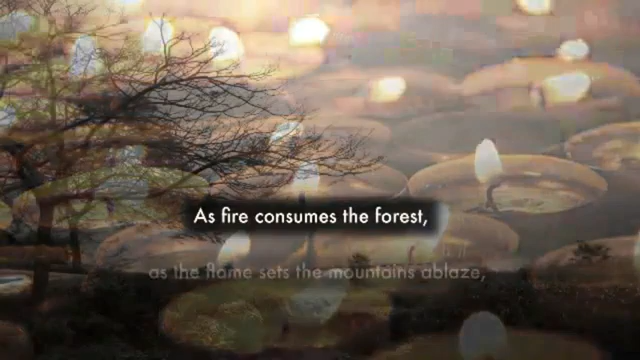 As fire consumes the forest,
as the flame sets the mountains ablaze,